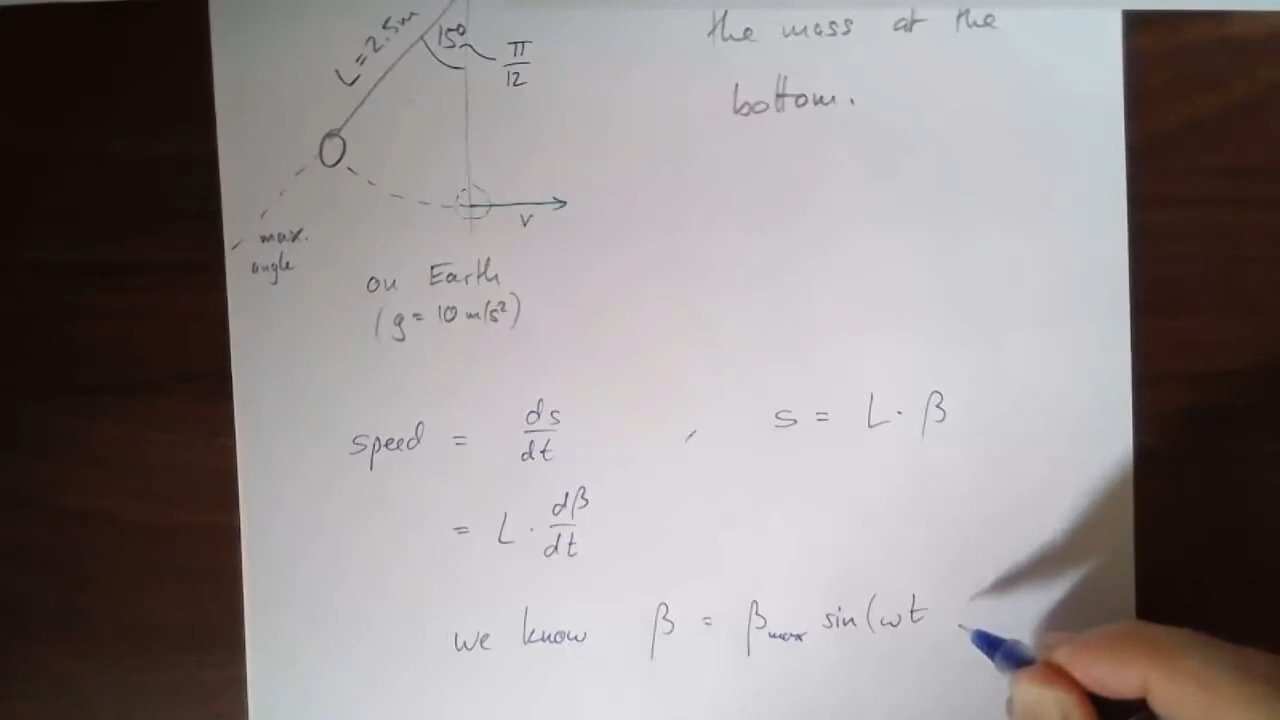 L = 2.5m
15°
π/12
the mass at the
bottom.
v
max.
angle
on Earth
(g = 10 m/s²)
speed = ds/dt , s = L · β
= L · dβ/dt
we know β = βmax sin(ωt